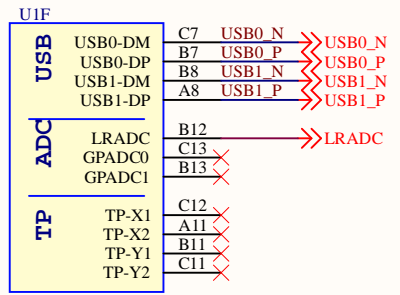 U1F
USB
USB0-DM C7 USB0_N USB0_N
USB0-DP B7 USB0_P USB0_P
USB1-DM B8 USB1_N USB1_N
USB1-DP A8 USB1_P USB1_P
ADC
LRADC B12 LRADC
GPADC0 C13
GPADC1 B13
TP
TP-X1 C12
TP-X2 A11
TP-Y1 B11
TP-Y2 C11